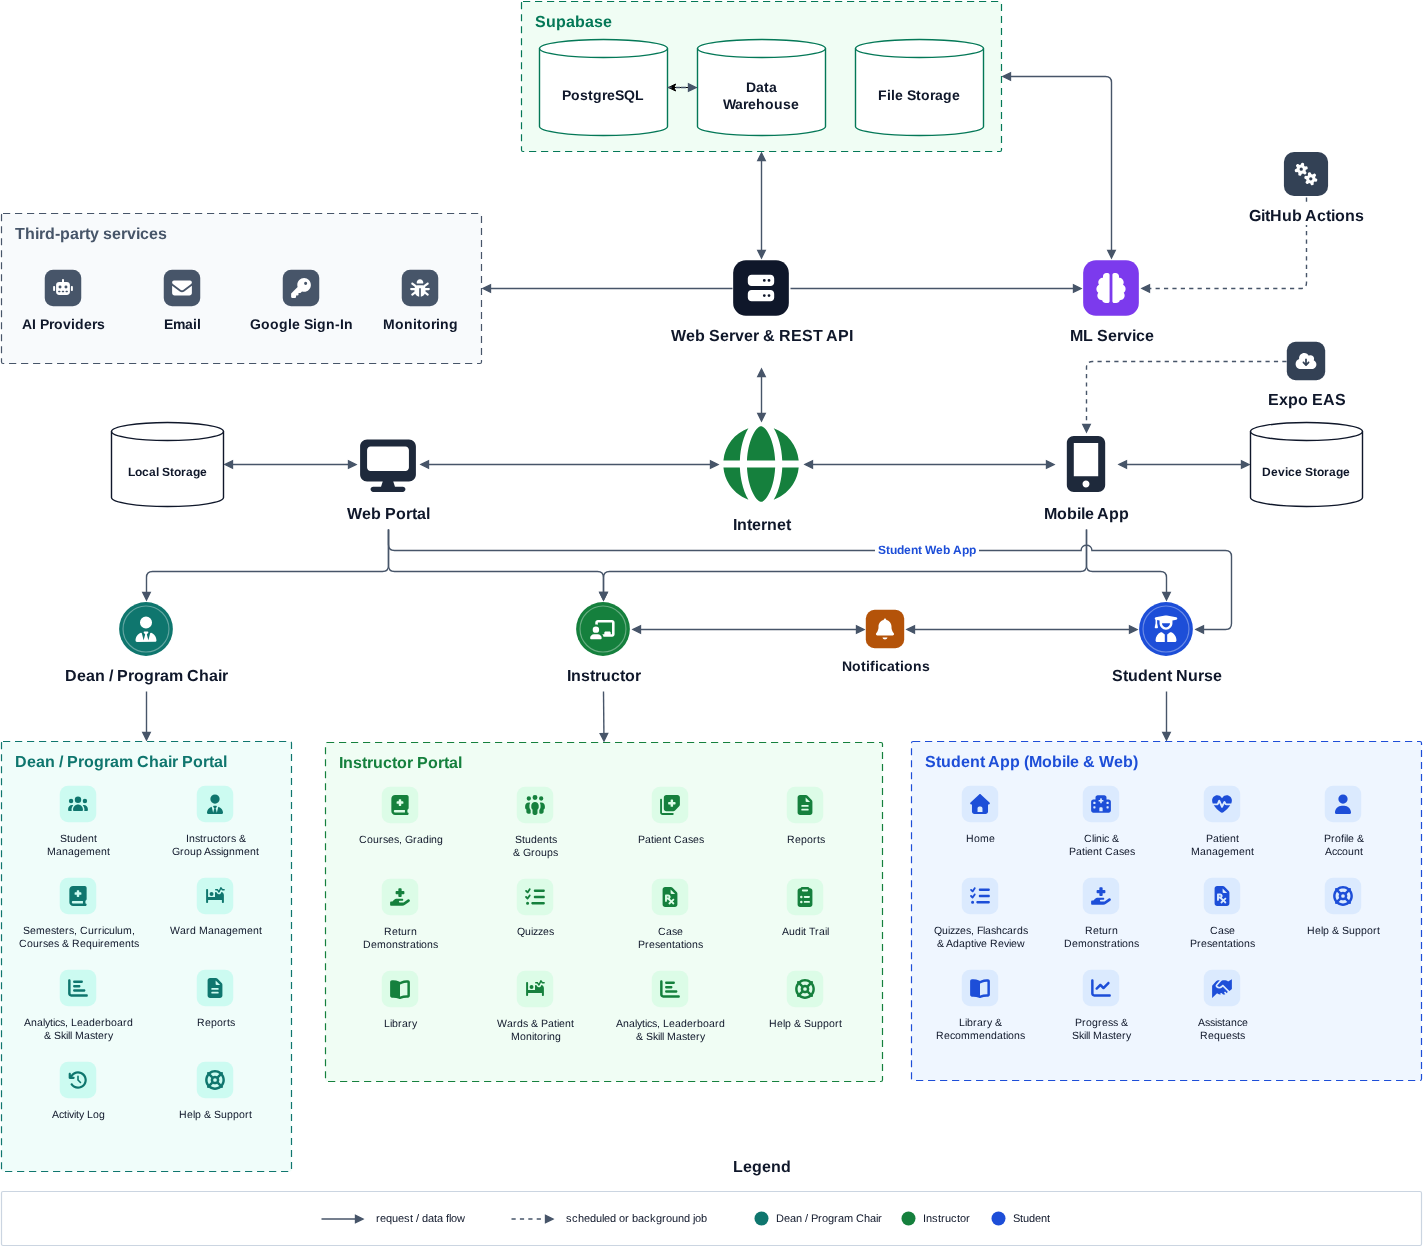 Supabase
PostgreSQL
Data
Warehouse
File Storage
GitHub Actions
Third-party services
AI Providers
Email
Google Sign-In
Monitoring
Web Server & REST API
ML Service
Expo EAS
Local Storage
Device Storage
Web Portal
Internet
Mobile App
Student Web App
Dean / Program Chair
Instructor
Notifications
Student Nurse
Dean / Program Chair Portal
Student
Management
Instructors &
Group Assignment
Semesters, Curriculum,
Courses & Requirements
Ward Management
Analytics, Leaderboard
& Skill Mastery
Reports
Activity Log
Help & Support
Instructor Portal
Courses, Grading
Students
& Groups
Patient Cases
Reports
Return
Demonstrations
Quizzes
Case
Presentations
Audit Trail
Library
Wards & Patient
Monitoring
Analytics, Leaderboard
& Skill Mastery
Help & Support
Student App (Mobile & Web)
Home
Clinic &
Patient Cases
Patient
Management
Profile &
Account
Quizzes, Flashcards
& Adaptive Review
Return
Demonstrations
Case
Presentations
Help & Support
Library &
Recommendations
Progress &
Skill Mastery
Assistance
Requests
Legend
request / data flow
scheduled or background job
Dean / Program Chair
Instructor
Student